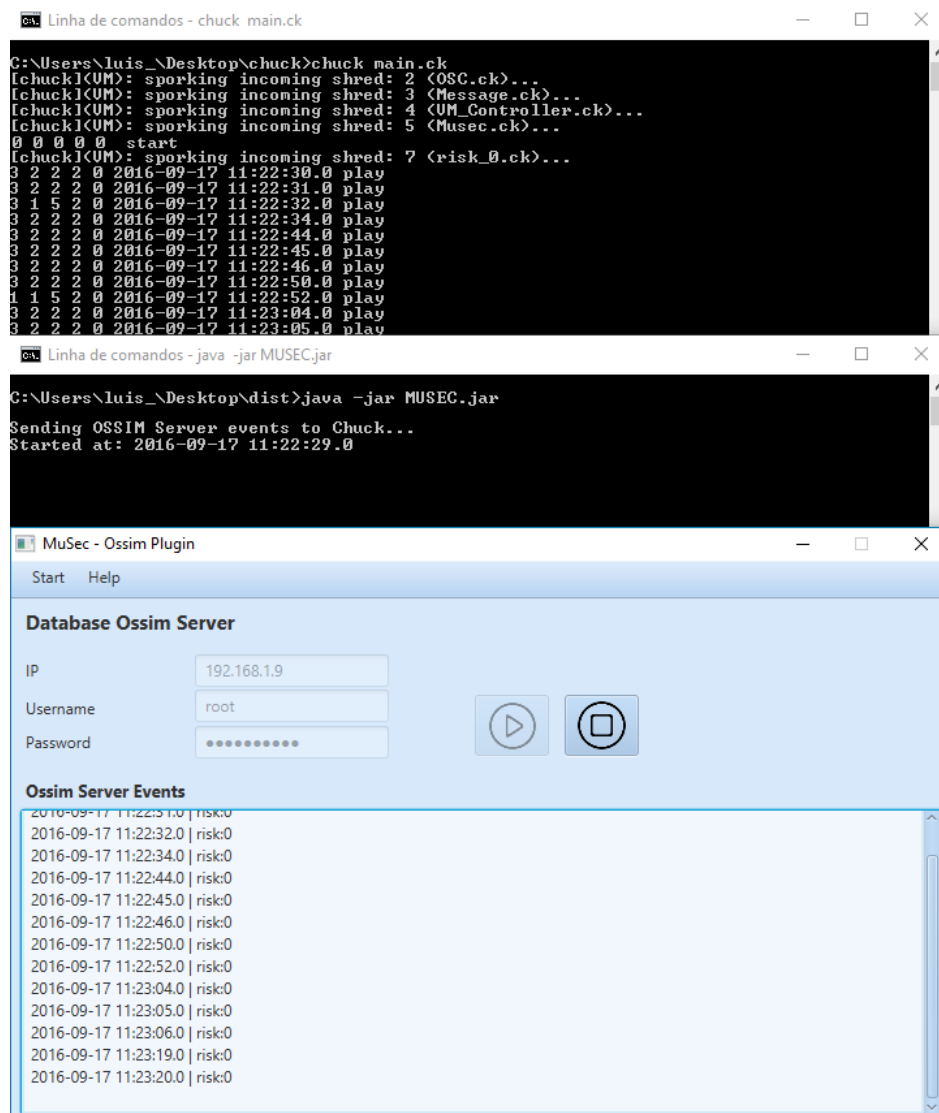 Linha de comandos - chuck main.ck
C:\Users\luis_\Desktop\chuck>chuck main.ck
[chuck](VM): sporking incoming shred: 2 (OSC.ck)...
[chuck](VM): sporking incoming shred: 3 (Message.ck)...
[chuck](VM): sporking incoming shred: 4 (VM_Controller.ck)...
[chuck](VM): sporking incoming shred: 5 (Musec.ck)...
0 0 0 0 0  start
[chuck](VM): sporking incoming shred: 7 (risk_0.ck)...
3 2 2 2 0 2016-09-17 11:22:30.0 play
3 2 2 2 0 2016-09-17 11:22:31.0 play
3 1 5 2 0 2016-09-17 11:22:32.0 play
3 2 2 2 0 2016-09-17 11:22:34.0 play
3 2 2 2 0 2016-09-17 11:22:44.0 play
3 2 2 2 0 2016-09-17 11:22:45.0 play
3 2 2 2 0 2016-09-17 11:22:46.0 play
3 2 2 2 0 2016-09-17 11:22:50.0 play
1 1 5 2 0 2016-09-17 11:22:52.0 play
3 2 2 2 0 2016-09-17 11:23:04.0 play
3 2 2 2 0 2016-09-17 11:23:05.0 play
Linha de comandos - java -jar MUSEC.jar
C:\Users\luis_\Desktop\dist>java -jar MUSEC.jar
Sending OSSIM Server events to Chuck...
Started at: 2016-09-17 11:22:29.0
MuSec - Ossim Plugin
Start Help
Database Ossim Server
IP 192.168.1.9
Username root
Password ●●●●●●●●●●
Ossim Server Events
2016-09-17 11:22:31.0 | risk:0
2016-09-17 11:22:32.0 | risk:0
2016-09-17 11:22:34.0 | risk:0
2016-09-17 11:22:44.0 | risk:0
2016-09-17 11:22:45.0 | risk:0
2016-09-17 11:22:46.0 | risk:0
2016-09-17 11:22:50.0 | risk:0
2016-09-17 11:22:52.0 | risk:0
2016-09-17 11:23:04.0 | risk:0
2016-09-17 11:23:05.0 | risk:0
2016-09-17 11:23:06.0 | risk:0
2016-09-17 11:23:19.0 | risk:0
2016-09-17 11:23:20.0 | risk:0